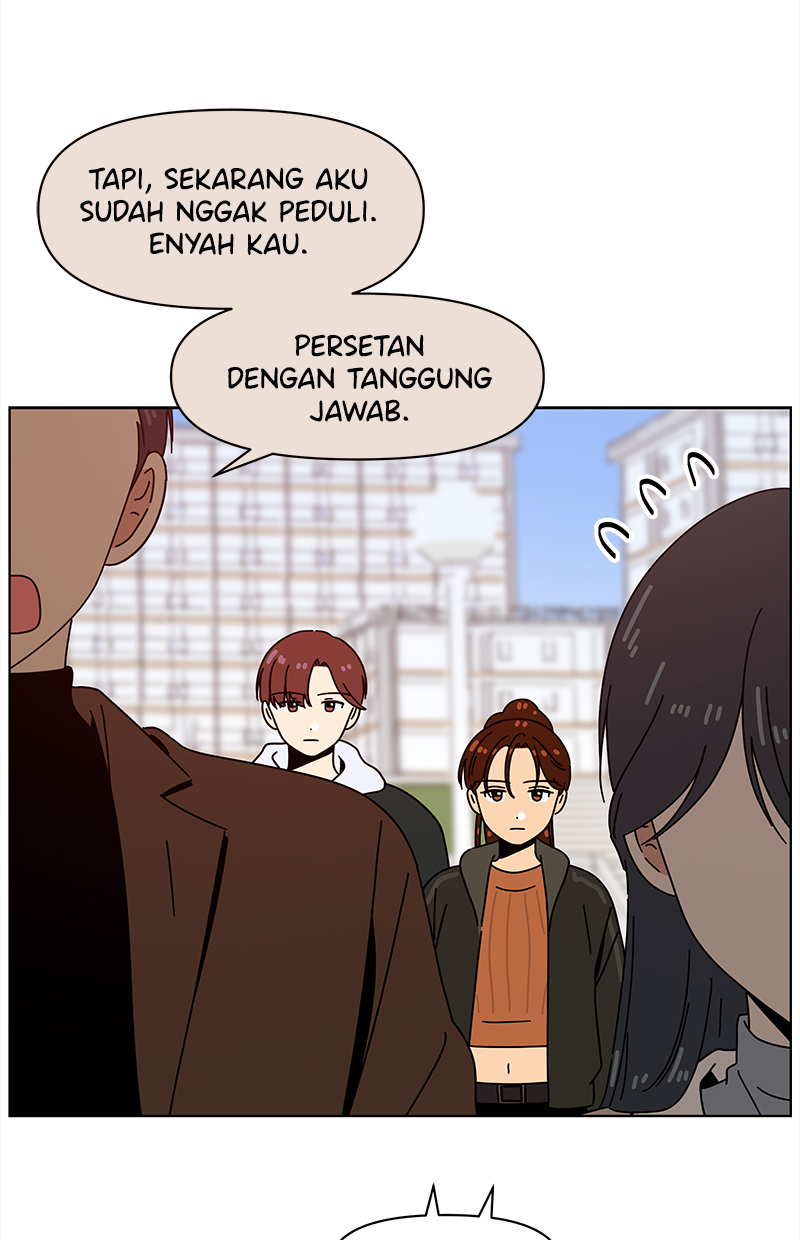 TAPI, SEKARANG AKU
SUDAH NGGAK PEDULI.
ENYAH KAU.
PERSETAN
DENGAN TANGGUNG
JAWAB.